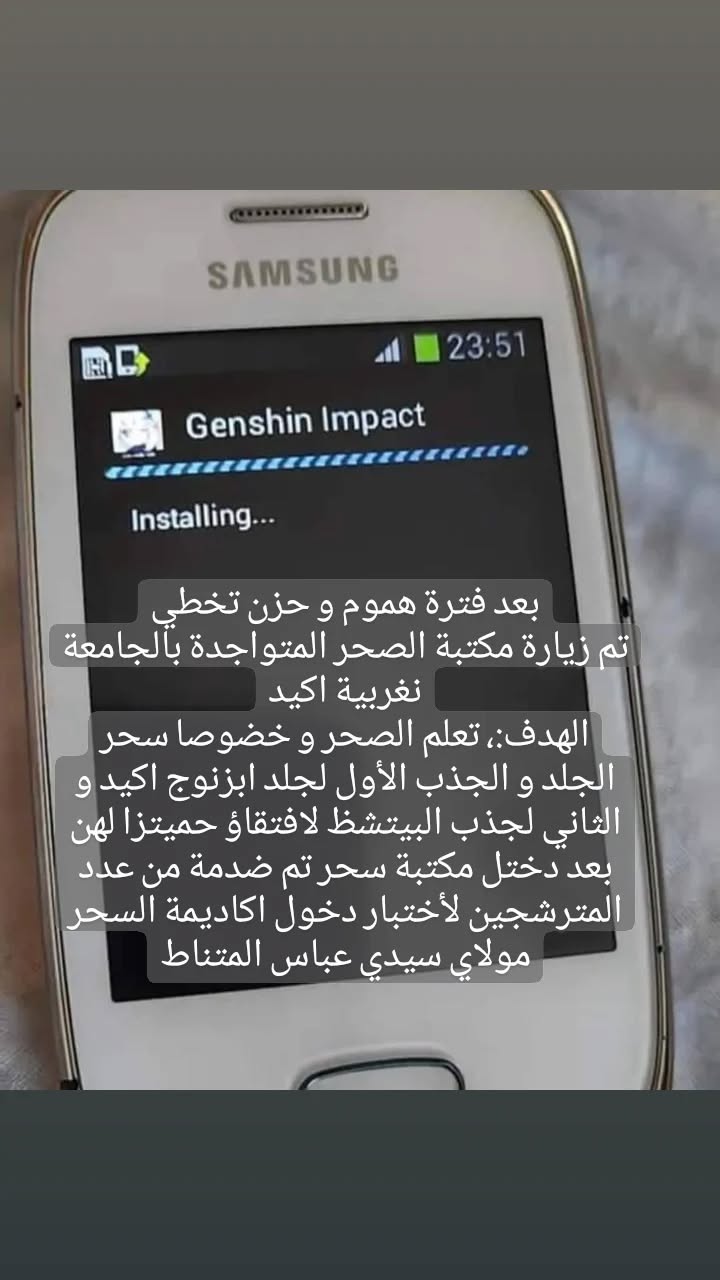 SAMSUNG
23:51
Genshin Impact
Installing...
بعد فترة هموم و حزن تخطي
تم زيارة مكتبة الصحر المتواجدة بالجامعة
نغربية اكيد
الهدف:، تعلم الصحر و خضوصا سحر
الجلد و الجذب الأول لجلد ابزنوج اكيد و
الثاني لجذب البيتشظ لافتقاؤ حميتزا لهن
بعد دختل مكتبة سحر تم ضدمة من عدد
المترشجين لأختبار دخول اكاديمة السحر
مولاي سيدي عباس المتناط